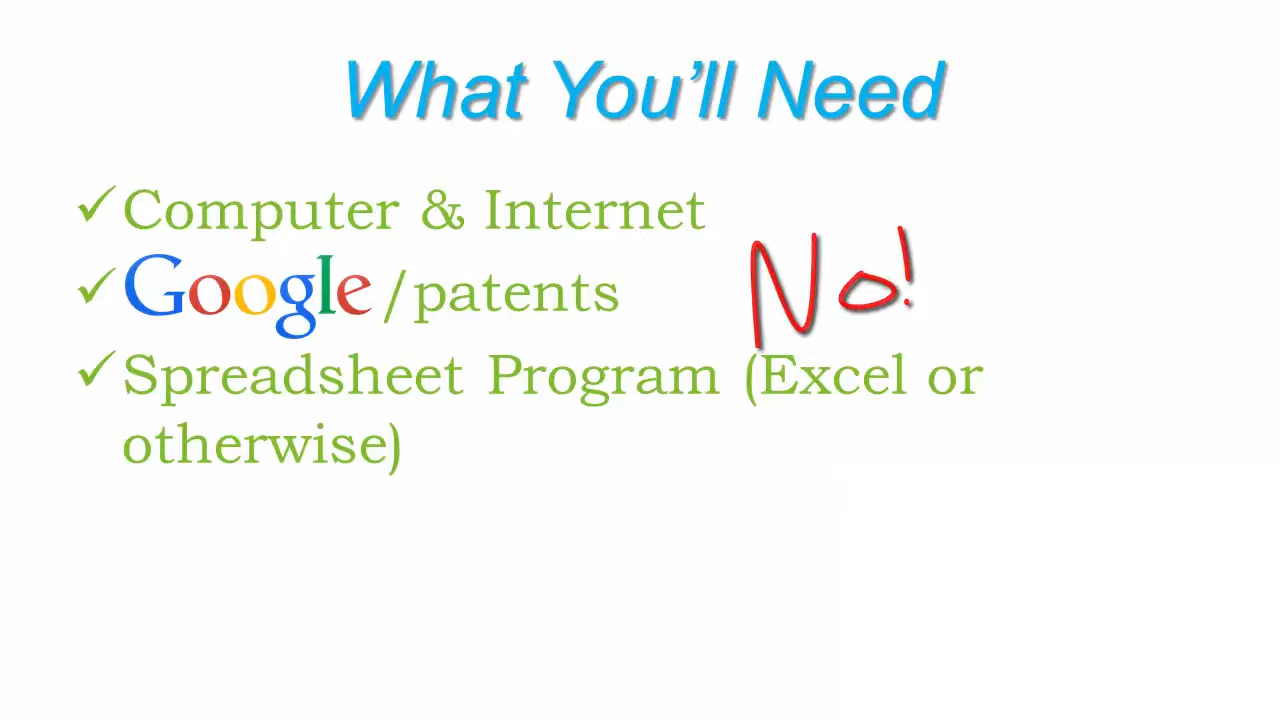 What You’ll Need
Computer & Internet
Google/patents
No!
Spreadsheet Program (Excel or
otherwise)